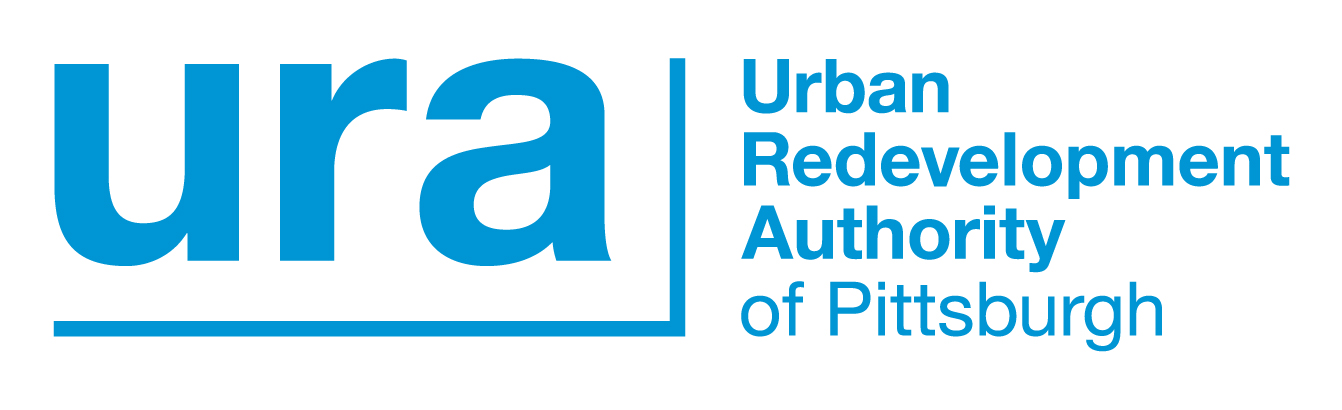 ura
Urban
Redevelopment
Authority
of Pittsburgh